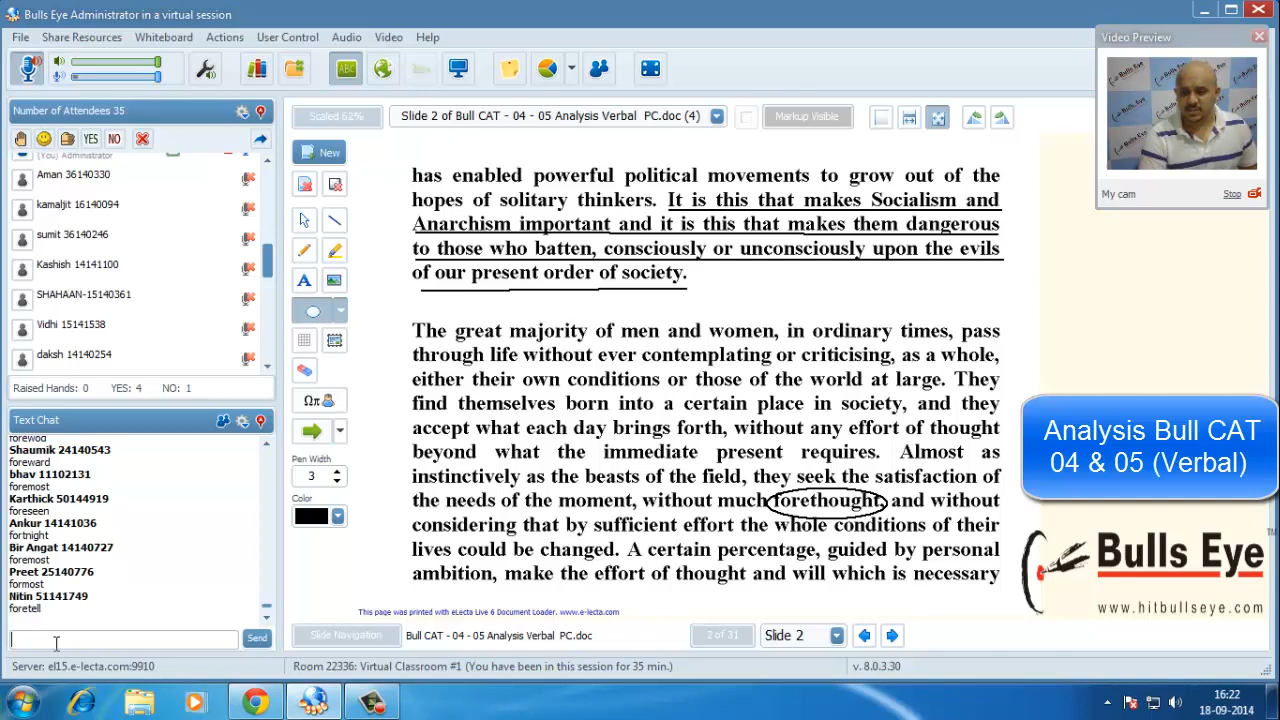 Bulls Eye Administrator in a virtual session
File Share Resources Whiteboard Actions User Control Audio Video Help
Video Preview
My cam Stop
Number of Attendees 35
YES NO
(You) Administrator
Aman 36140330
kamaljit 16140094
sumit 36140246
Kashish 14141100
SHAHAAN-15140361
Vidhi 15141538
daksh 14140254
Raised Hands: 0 YES: 4 NO: 1
Text Chat
forewod
Shaumik 24140543
foreward
bhav 11102131
foremost
Karthick 50144919
foreseen
Ankur 14141036
fortnight
Bir Angat 14140727
foremost
Preet 25140776
formost
Nitin 51141749
foretell
Send
Scaled 62%
Slide 2 of Bull CAT - 04 - 05 Analysis Verbal PC.doc (4)
Markup Visible
New
ABC
A
Ωπ
Pen Width
3
Color
has enabled powerful political movements to grow out of the
hopes of solitary thinkers. It is this that makes Socialism and
Anarchism important and it is this that makes them dangerous
to those who batten, consciously or unconsciously upon the evils
of our present order of society.
The great majority of men and women, in ordinary times, pass
through life without ever contemplating or criticising, as a whole,
either their own conditions or those of the world at large. They
find themselves born into a certain place in society, and they
accept what each day brings forth, without any effort of thought
beyond what the immediate present requires. Almost as
instinctively as the beasts of the field, they seek the satisfaction of
the needs of the moment, without much forethought, and without
considering that by sufficient effort the whole conditions of their
lives could be changed. A certain percentage, guided by personal
ambition, make the effort of thought and will which is necessary
This page was printed with eLecta Live 6 Document Loader. www.e-lecta.com
Slide Navigation Bull CAT - 04 - 05 Analysis Verbal PC.doc 2 of 31 Slide 2
Analysis Bull CAT
04 & 05 (Verbal)
Bulls Eye
www.hitbullseye.com
Server: el15.e-lecta.com:9910 Room 22336: Virtual Classroom #1 (You have been in this session for 35 min.) v. 8.0.3.30
16:22
18-09-2014